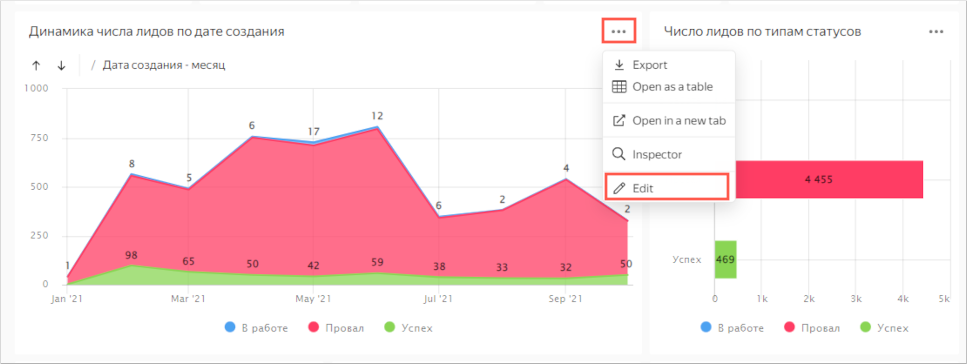 Динамика числа лидов по дате создания
/ Дата создания - месяц
1000
750
500
250
0
1
8
5
6
17
12
6
2
4
2
98
65
50
42
59
38
33
32
50
Jan '21
Mar '21
May '21
Jul '21
Sep '21
В работе
Провал
Успех
Export
Open as a table
Open in a new tab
Inspector
Edit
Число лидов по типам статусов
4 455
Успех
469
0
1k
2k
3k
4k
5k
В работе
Провал
Успех